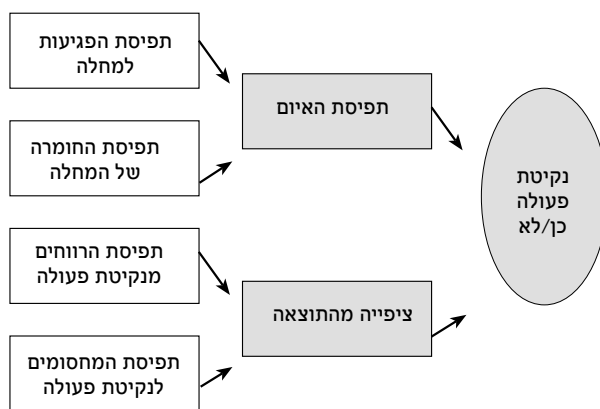 תפיסת הפגיעות
למחלה
תפיסת החומרה
של המחלה
תפיסת הרווחים
מנקיטת פעולה
תפיסת המחסומים
לנקיטת פעולה
תפיסת האיום
ציפייה מהתוצאה
נקיטת
פעולה
כן/לא